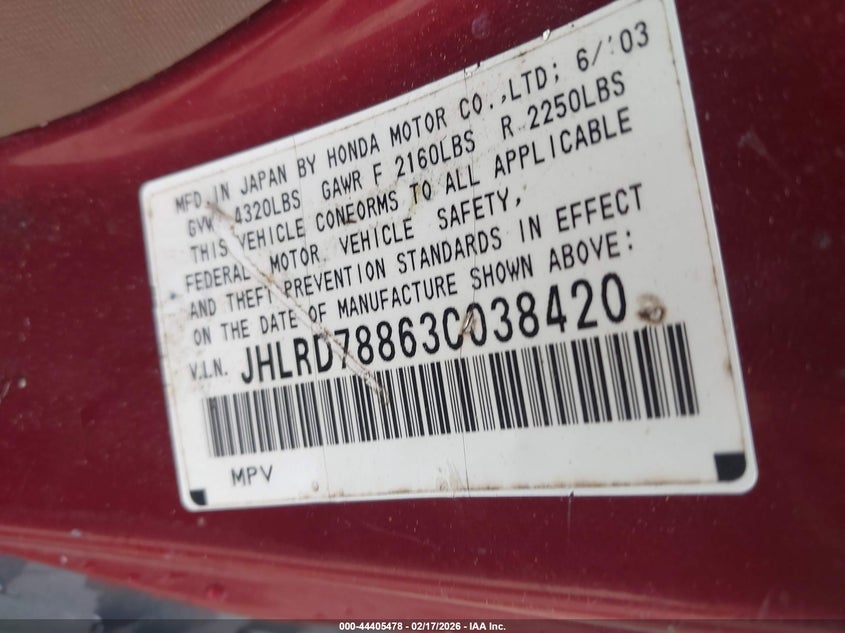 MFD IN JAPAN BY HONDA MOTOR CO.,LTD; 6/'03
GVW 4320LBS GAWR F 2160LBS R 2250LBS
THIS VEHICLE CONFORMS TO ALL APPLICABLE
FEDERAL MOTOR VEHICLE SAFETY,
AND THEFT PREVENTION STANDARDS IN EFFECT
ON THE DATE OF MANUFACTURE SHOWN ABOVE:
V.I.N. JHLRD78863C038420
MPV
000-44405478 - 02/17/2026 - IAA Inc.